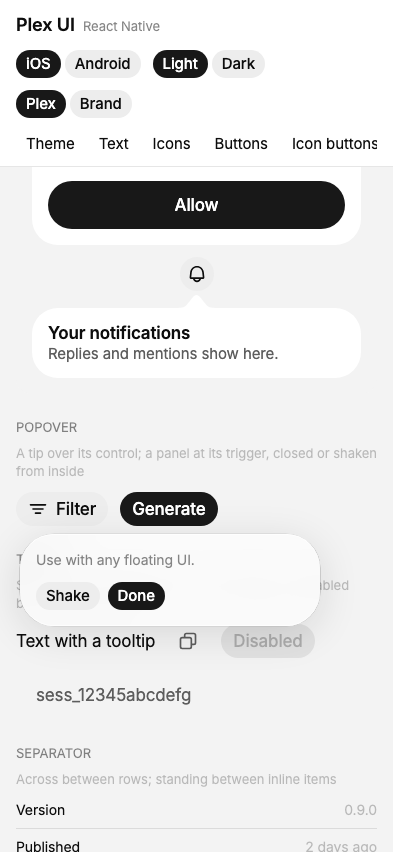 Plex UI React Native
iOS Android Light Dark
Plex Brand
Theme Text Icons Buttons Icon buttons
Allow
Your notifications
Replies and mentions show here.
POPOVER
A tip over its control; a panel at its trigger, closed or shaken
from inside
Filter Generate
Use with any floating UI.
Shake Done
Text with a tooltip Disabled
sess_12345abcdefg
SEPARATOR
Across between rows; standing between inline items
Version 0.9.0
Published 2 days ago